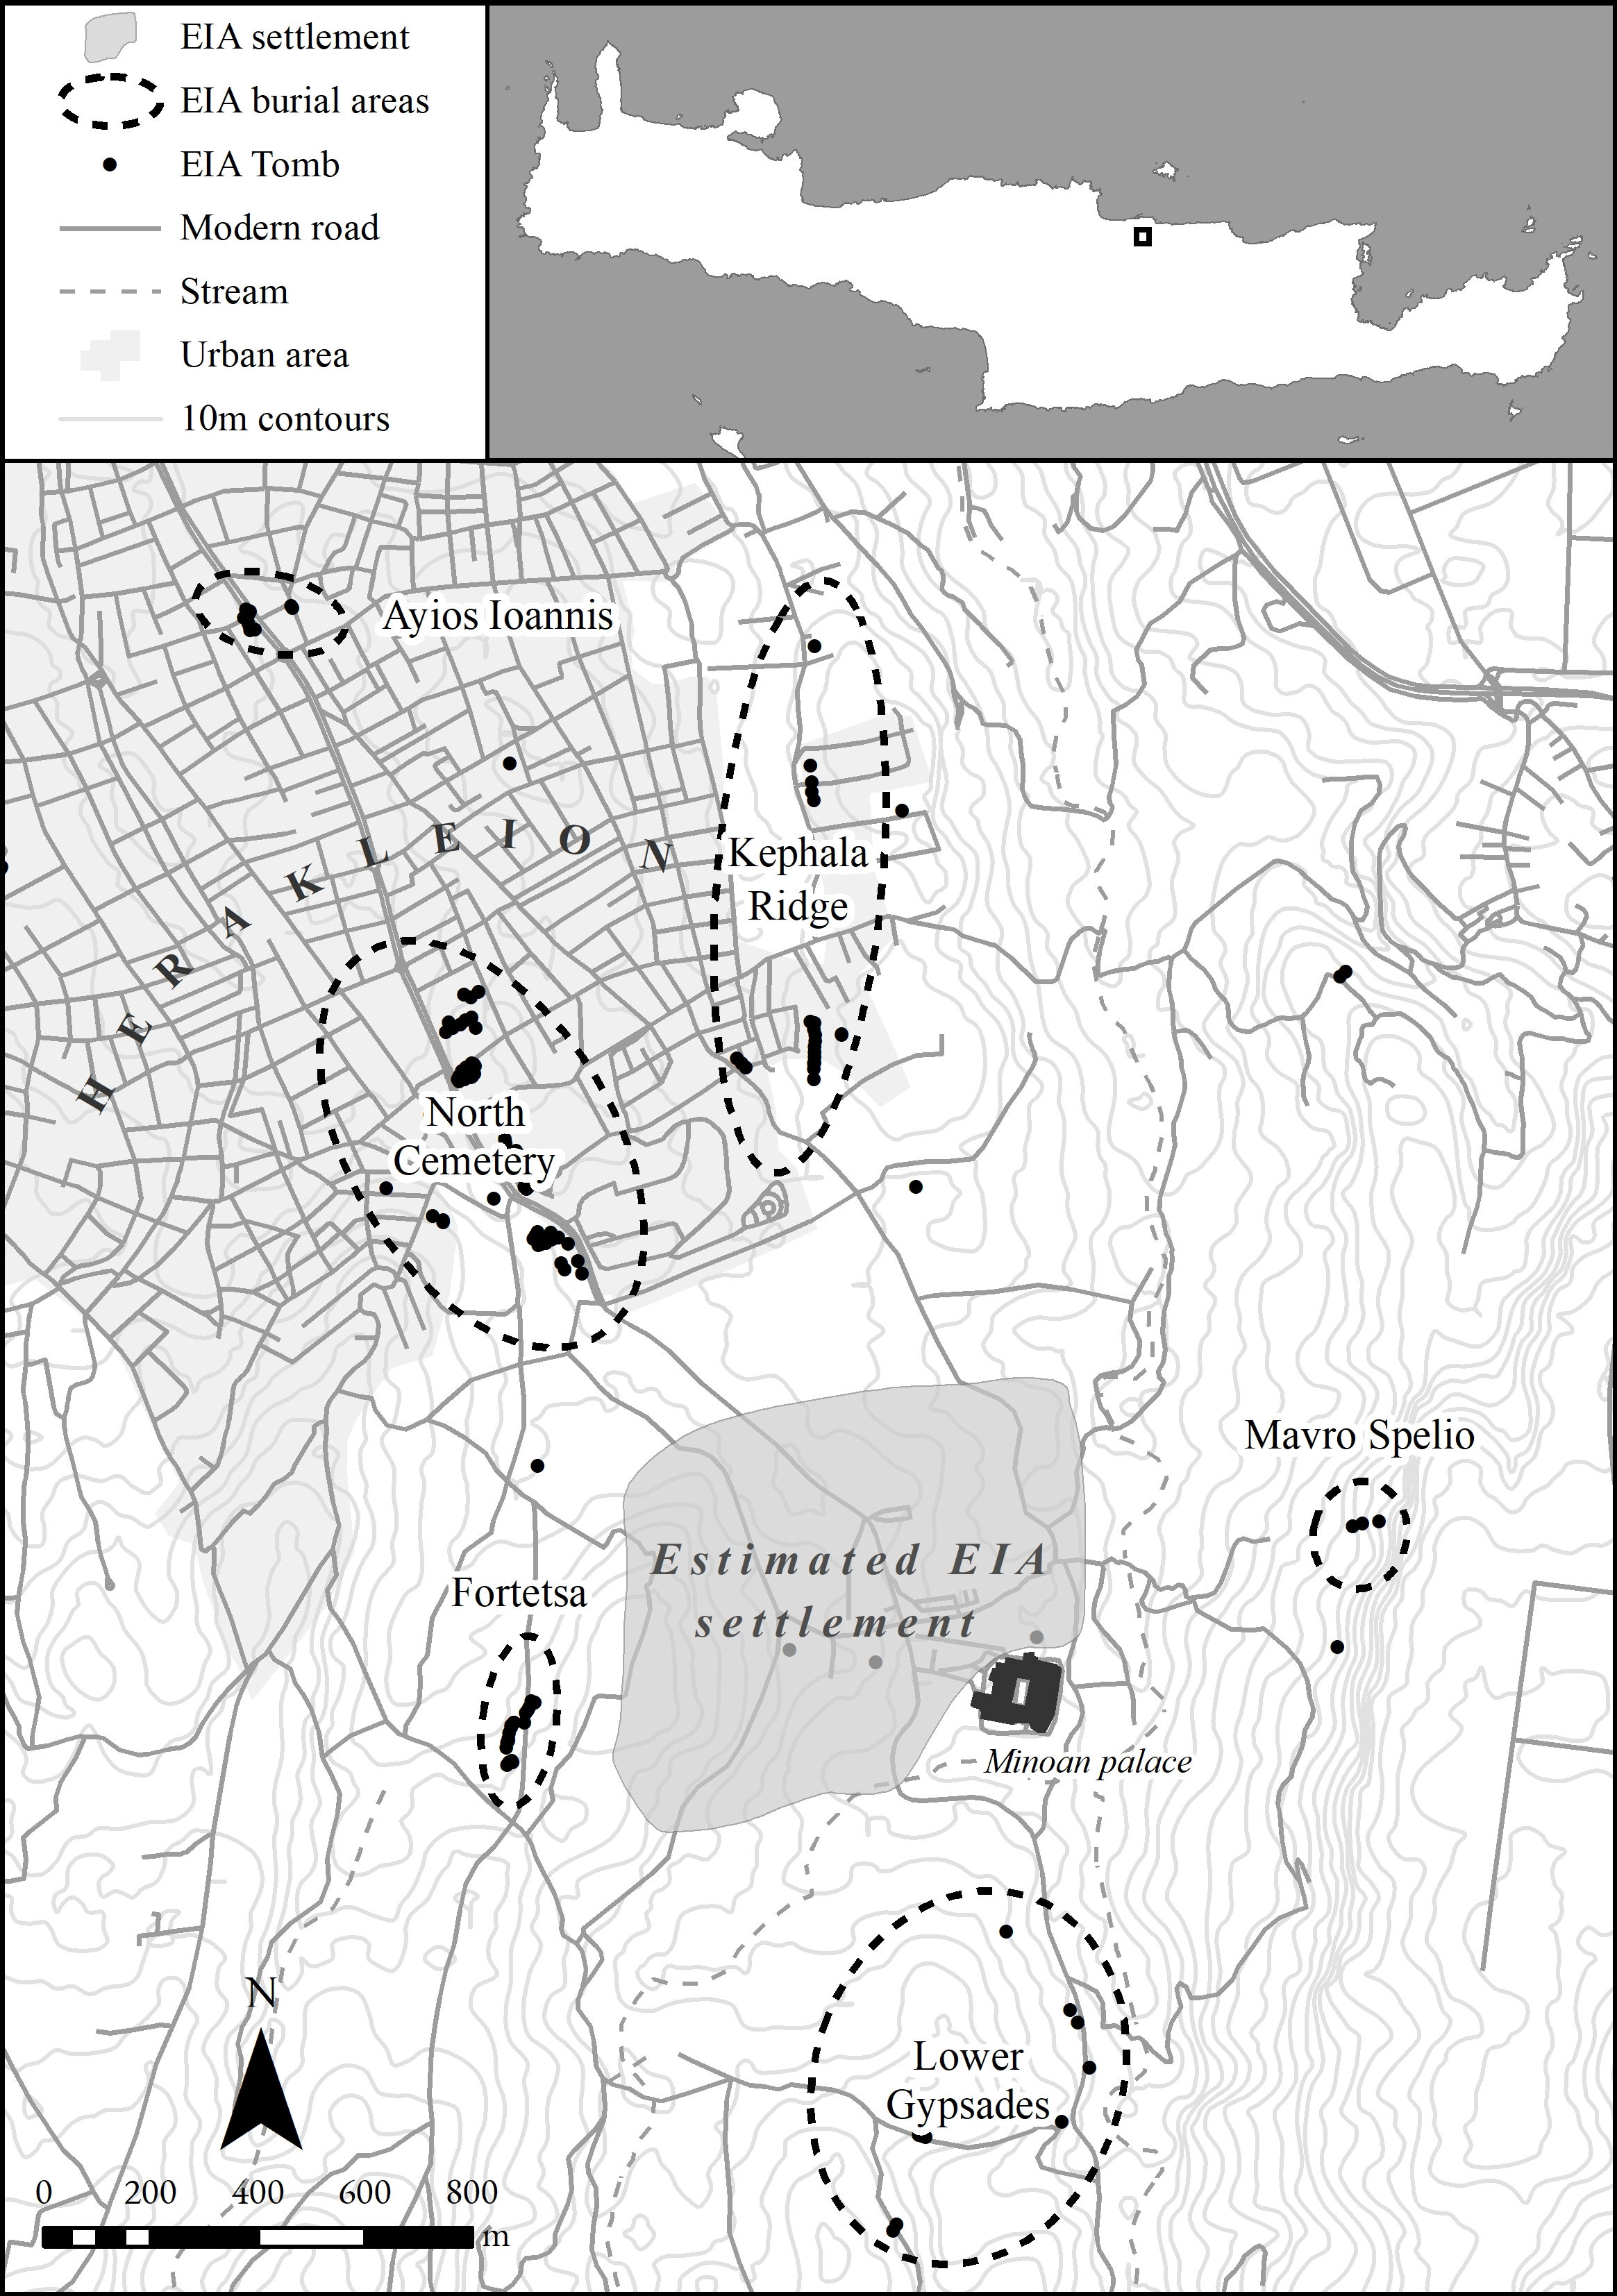 EIA settlement
EIA burial areas
EIA Tomb
Modern road
Stream
Urban area
10m contours
Ayios Ioannis
HERAKLEION
Kephala
Ridge
North
Cemetery
Mavro Spelio
Estimated EIA
settlement
Fortetsa
Minoan palace
N
Lower
Gypsades
0 200 400 600 800
m